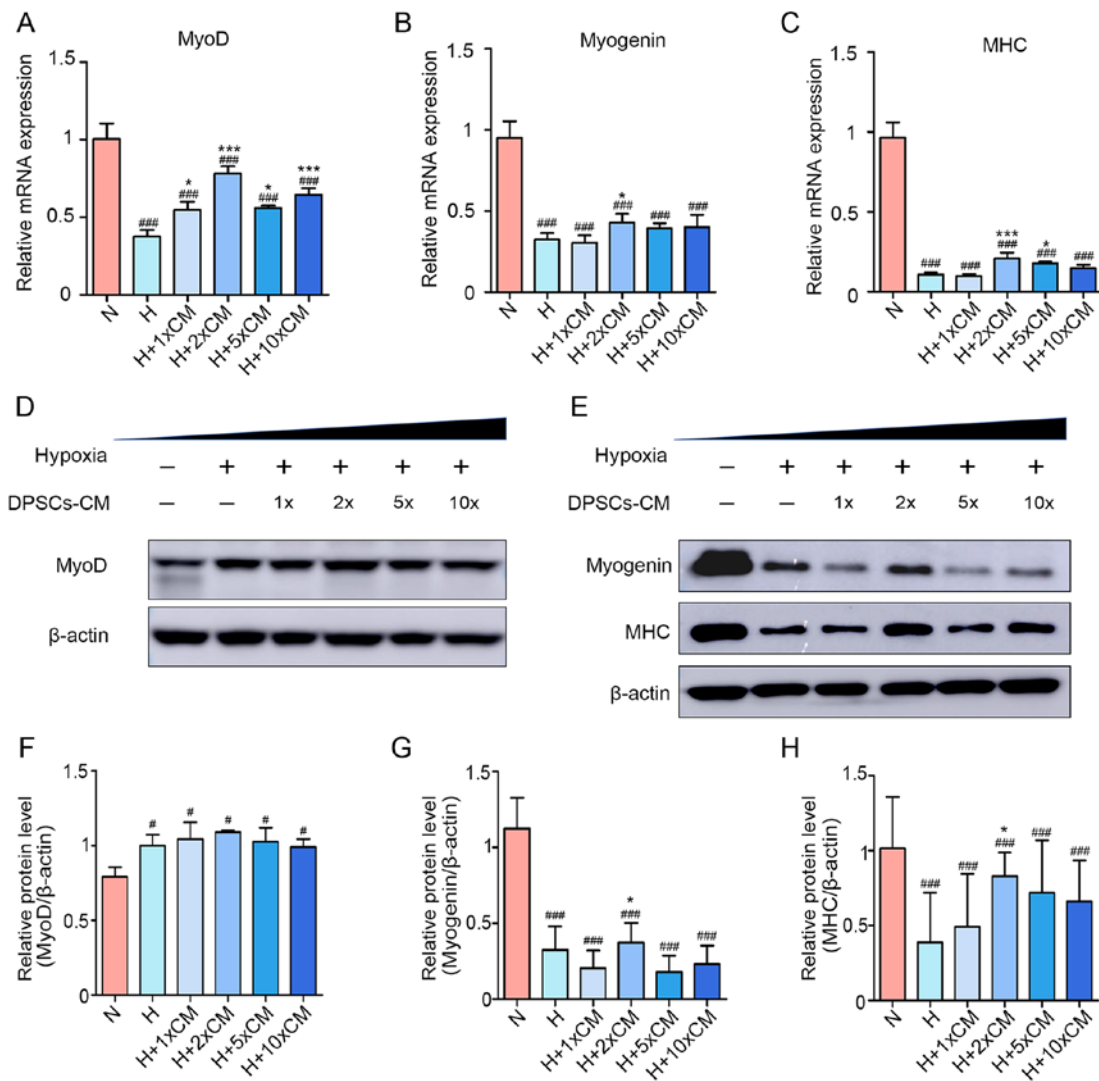 A
MyoD
Relative mRNA expression
1.5
1
0.5
0
###
*
###
***
###
*
###
***
###
N
H
H+1xCM
H+2xCM
H+5xCM
H+10xCM
B
Myogenin
Relative mRNA expression
1.5
1
0.5
0
###
###
*
###
###
###
N
H
H+1xCM
H+2xCM
H+5xCM
H+10xCM
C
MHC
Relative mRNA expression
1.5
1
0.5
0
###
###
***
###
*
###
###
N
H
H+1xCM
H+2xCM
H+5xCM
H+10xCM
D
Hypoxia – + + + + +
DPSCs-CM – – 1x 2x 5x 10x
MyoD
β-actin
E
Hypoxia – + + + + +
DPSCs-CM – – 1x 2x 5x 10x
Myogenin
MHC
β-actin
F
Relative protein level
(MyoD/β-actin)
1.5
1
0.5
0
#
#
#
#
#
N
H
H+1xCM
H+2xCM
H+5xCM
H+10xCM
G
Relative protein level
(Myogenin/β-actin)
1.5
1
0.5
0
###
###
*
###
###
###
N
H
H+1xCM
H+2xCM
H+5xCM
H+10xCM
H
Relative protein level
(MHC/β-actin)
1.5
1
0.5
0
###
###
*
###
###
###
N
H
H+1xCM
H+2xCM
H+5xCM
H+10xCM